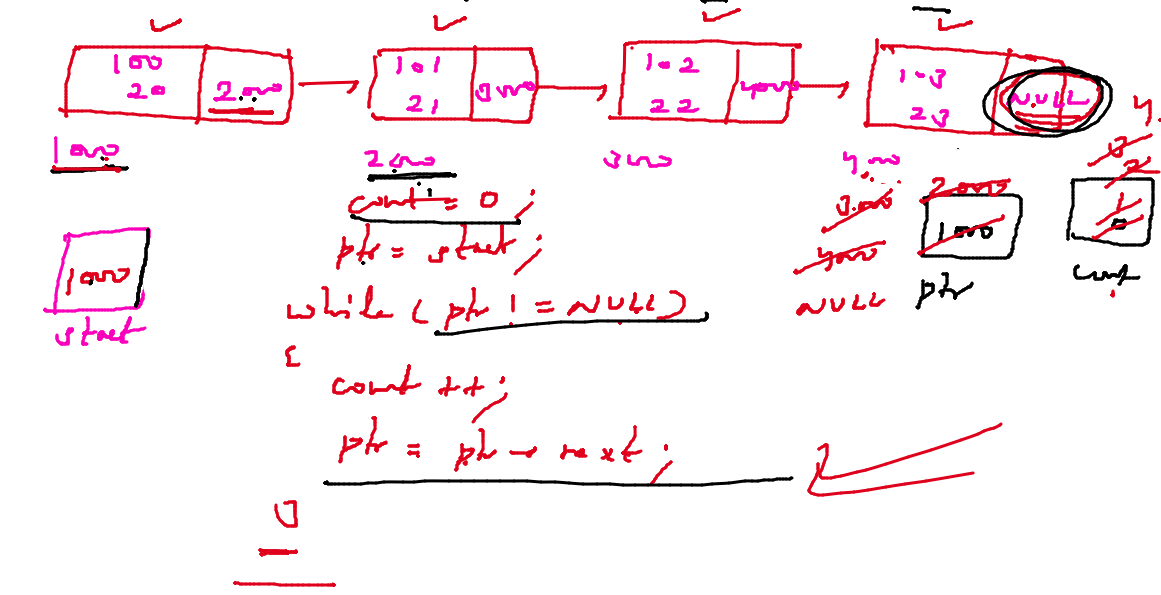 100 101 102 103
20 2000 21 3000 22 4000 23 NULL
1000 2000 3000 4000
4.
3
2
1
0
count
2000
1000
ptr
3000
4000
NULL
1000
start
count = 0 ;
ptr = start ;
while ( ptr != NULL )
{
count ++ ;
ptr = ptr → next ;
}